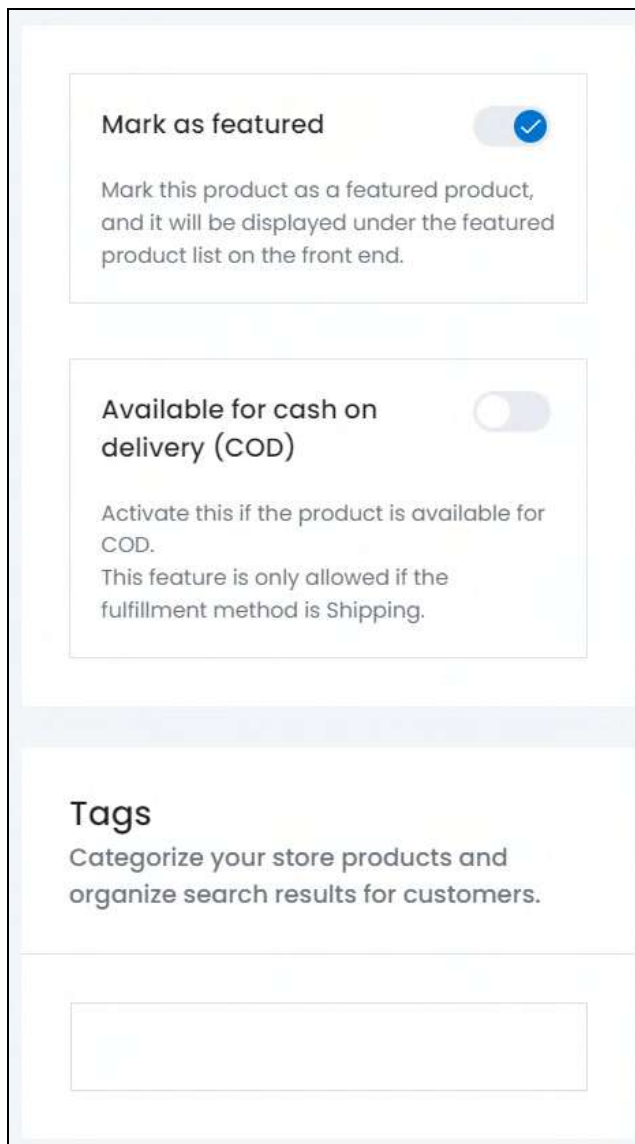 Mark as featured
Mark this product as a featured product,
and it will be displayed under the featured
product list on the front end.
Available for cash on
delivery (COD)
Activate this if the product is available for
COD.
This feature is only allowed if the
fulfillment method is Shipping.
Tags
Categorize your store products and
organize search results for customers.